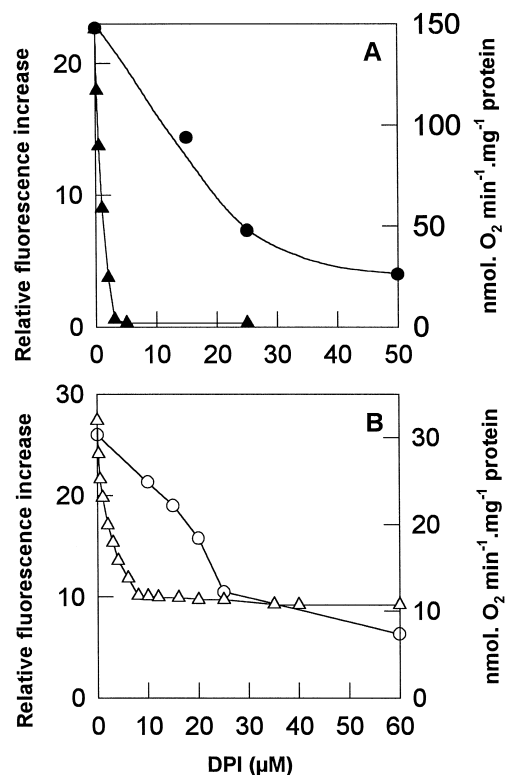 A
Relative fluorescence increase
20
10
0
150
100
50
0
nmol. O₂ min⁻¹.mg⁻¹ protein
0 10 20 30 40 50
B
Relative fluorescence increase
30
20
10
0
30
20
10
0
nmol. O₂ min⁻¹.mg⁻¹ protein
0 10 20 30 40 50 60
DPI (µM)